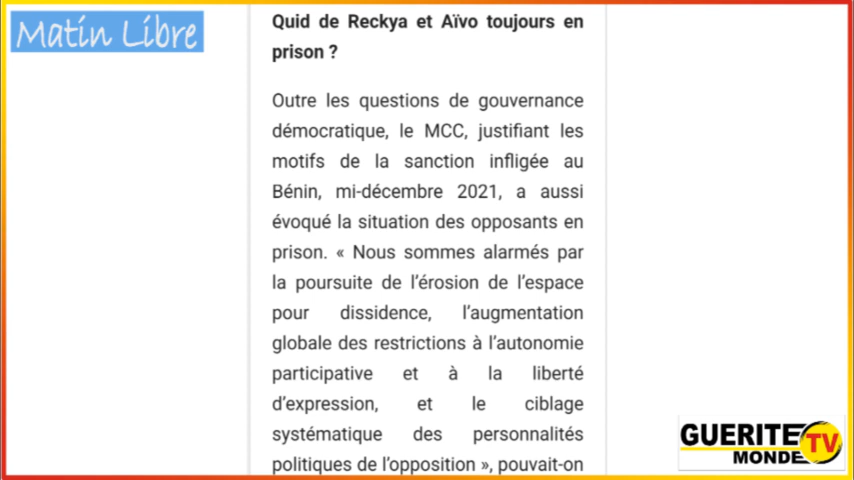 Matin Libre
Quid de Reckya et Aïvo toujours en
prison ?
Outre les questions de gouvernance
démocratique, le MCC, justifiant les
motifs de la sanction infligée au
Bénin, mi-décembre 2021, a aussi
évoqué la situation des opposants en
prison. « Nous sommes alarmés par
la poursuite de l'érosion de l'espace
pour dissidence, l'augmentation
globale des restrictions à l'autonomie
participative et à la liberté
d'expression, et le ciblage
systématique des personnalités
politiques de l'opposition », pouvait-on
GUERITE
TV
MONDE